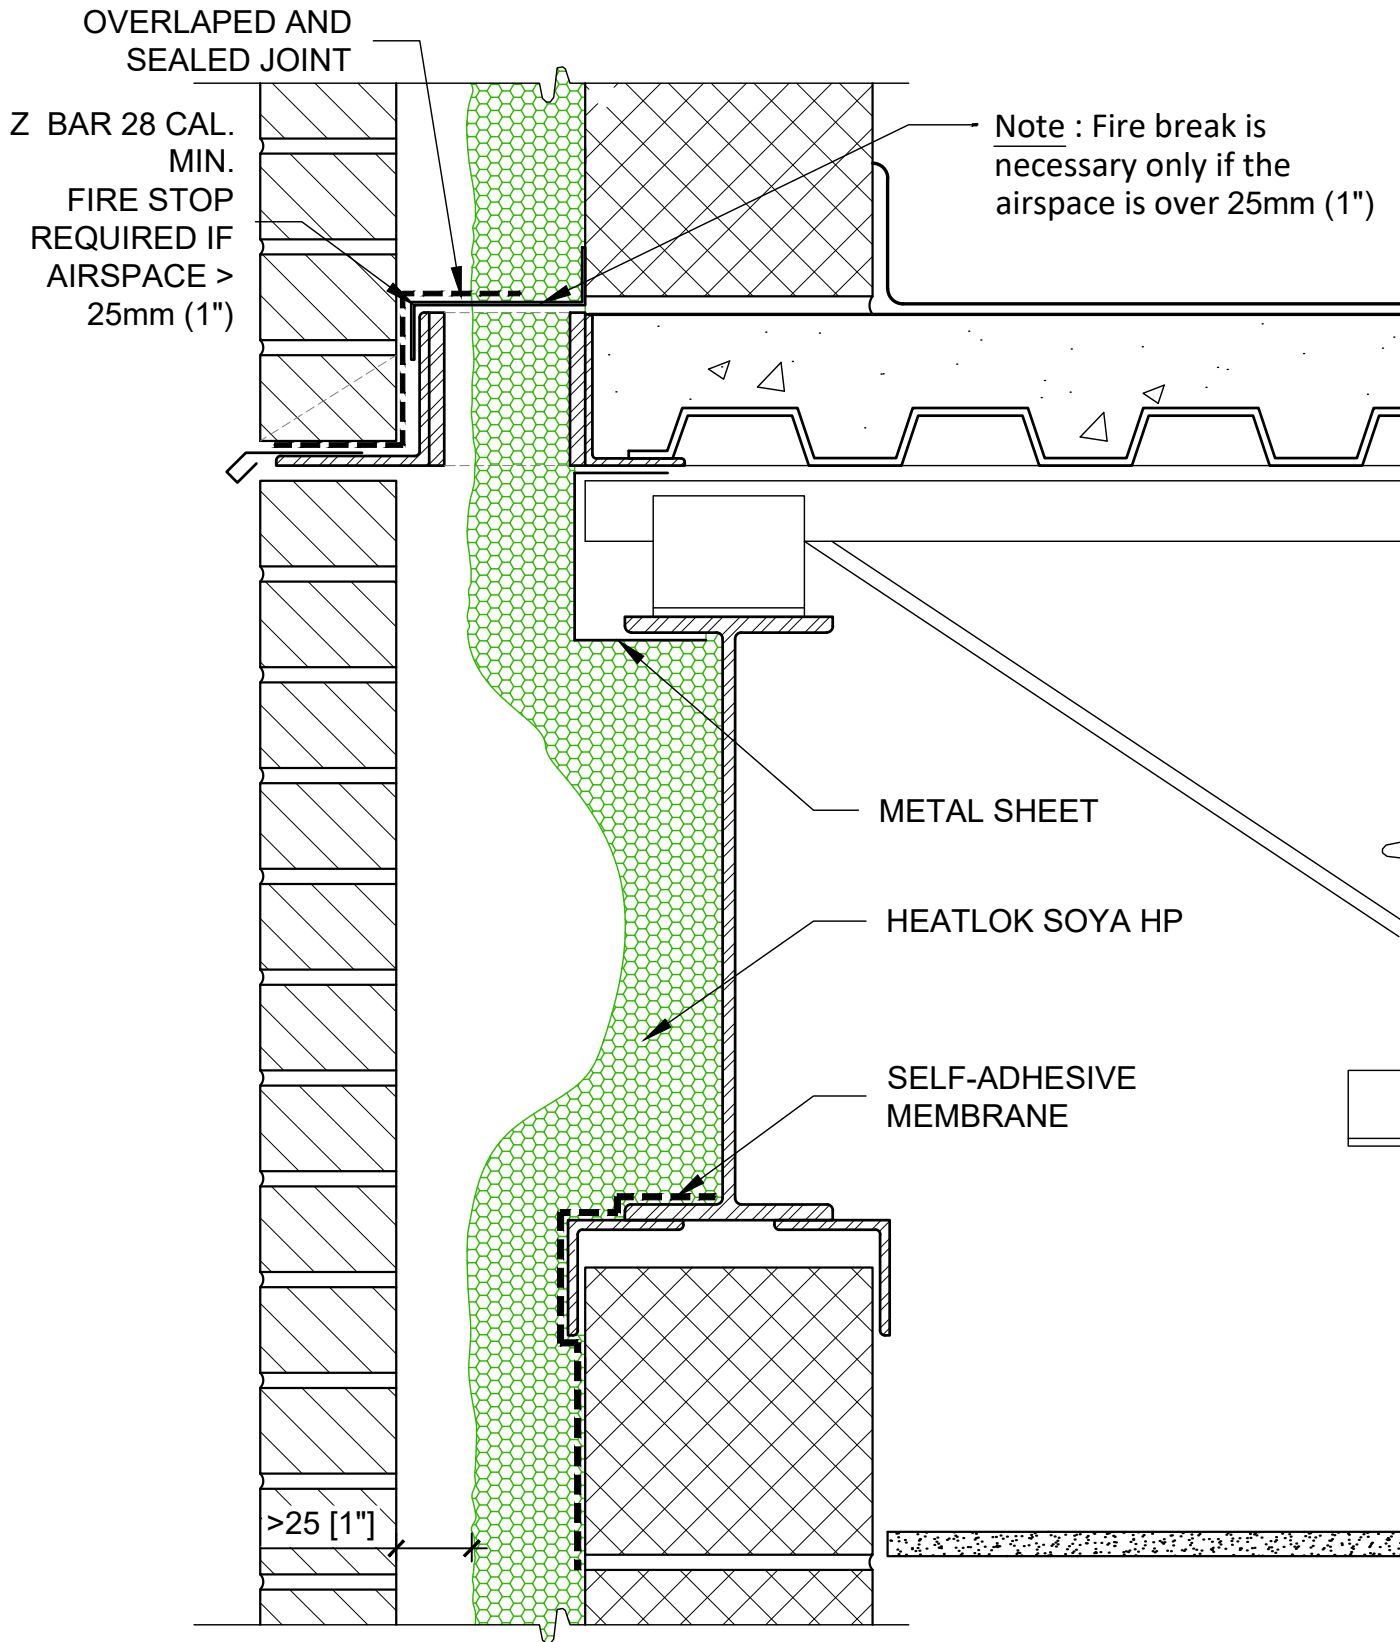 OVERLAPED AND
SEALED JOINT
Z BAR 28 CAL.
MIN.
FIRE STOP
REQUIRED IF
AIRSPACE >
25mm (1")
Note : Fire break is
necessary only if the
airspace is over 25mm (1")
METAL SHEET
HEATLOK SOYA HP
SELF-ADHESIVE
MEMBRANE
>25 [1"]